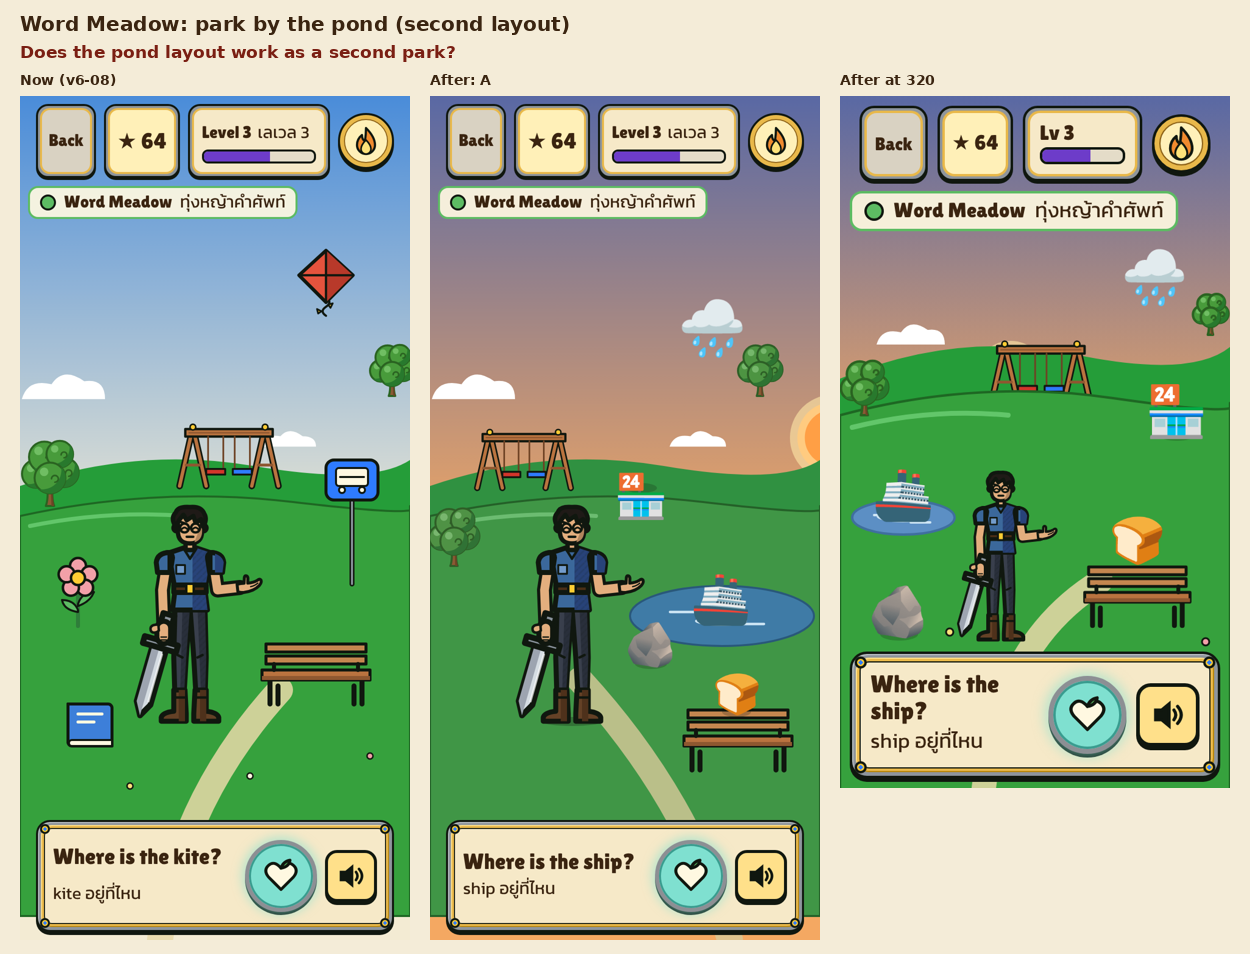 Word Meadow: park by the pond (second layout)
Does the pond layout work as a second park?
Now (v6-08)
Back
★ 64
Level 3 เลเวล 3
Word Meadow ทุ่งหญ้าคำศัพท์
Where is the kite?
kite อยู่ที่ไหน
After: A
Back
★ 64
Level 3 เลเวล 3
Word Meadow ทุ่งหญ้าคำศัพท์
24
Where is the ship?
ship อยู่ที่ไหน
After at 320
Back
★ 64
Lv 3
Word Meadow ทุ่งหญ้าคำศัพท์
24
Where is the
ship?
ship อยู่ที่ไหน